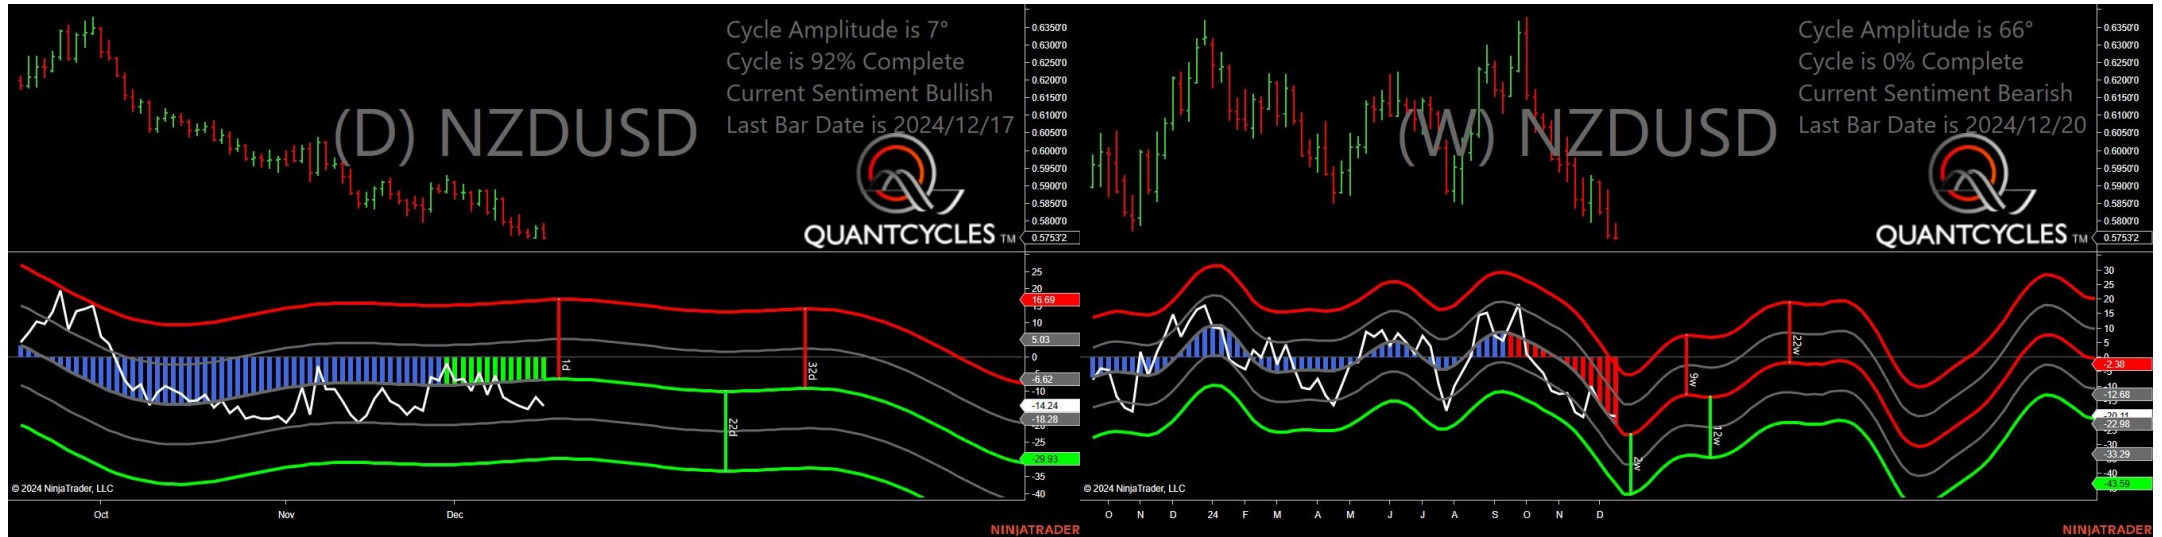 Cycle Amplitude is 7°
Cycle is 92% Complete
Current Sentiment Bullish
Last Bar Date is 2024/12/17
(D) NZDUSD
QUANTCYCLES TM
0.6350'0
0.6300'0
0.6250'0
0.6200'0
0.6150'0
0.6100'0
0.6050'0
0.6000'0
0.5950'0
0.5900'0
0.5850'0
0.5800'0
0.5753'2
25
20
16.69
10
5.03
0
-6.62
-10
-14.24
-18.28
-25
-29.93
-35
-40
1d
22d
32d
© 2024 NinjaTrader, LLC
Oct
Nov
Dec
NINJATRADER
Cycle Amplitude is 66°
Cycle is 0% Complete
Current Sentiment Bearish
Last Bar Date is 2024/12/20
(W) NZDUSD
QUANTCYCLES TM
0.6350'0
0.6300'0
0.6250'0
0.6200'0
0.6150'0
0.6100'0
0.6050'0
0.6000'0
0.5950'0
0.5900'0
0.5850'0
0.5800'0
0.5753'2
30
25
20
15
10
5
0
-2.38
-12.68
-20.11
-22.98
-30
-33.29
-40
-43.59
2w
9w
12w
22w
© 2024 NinjaTrader, LLC
O N D 24 F M A M J J A S O N D
NINJATRADER